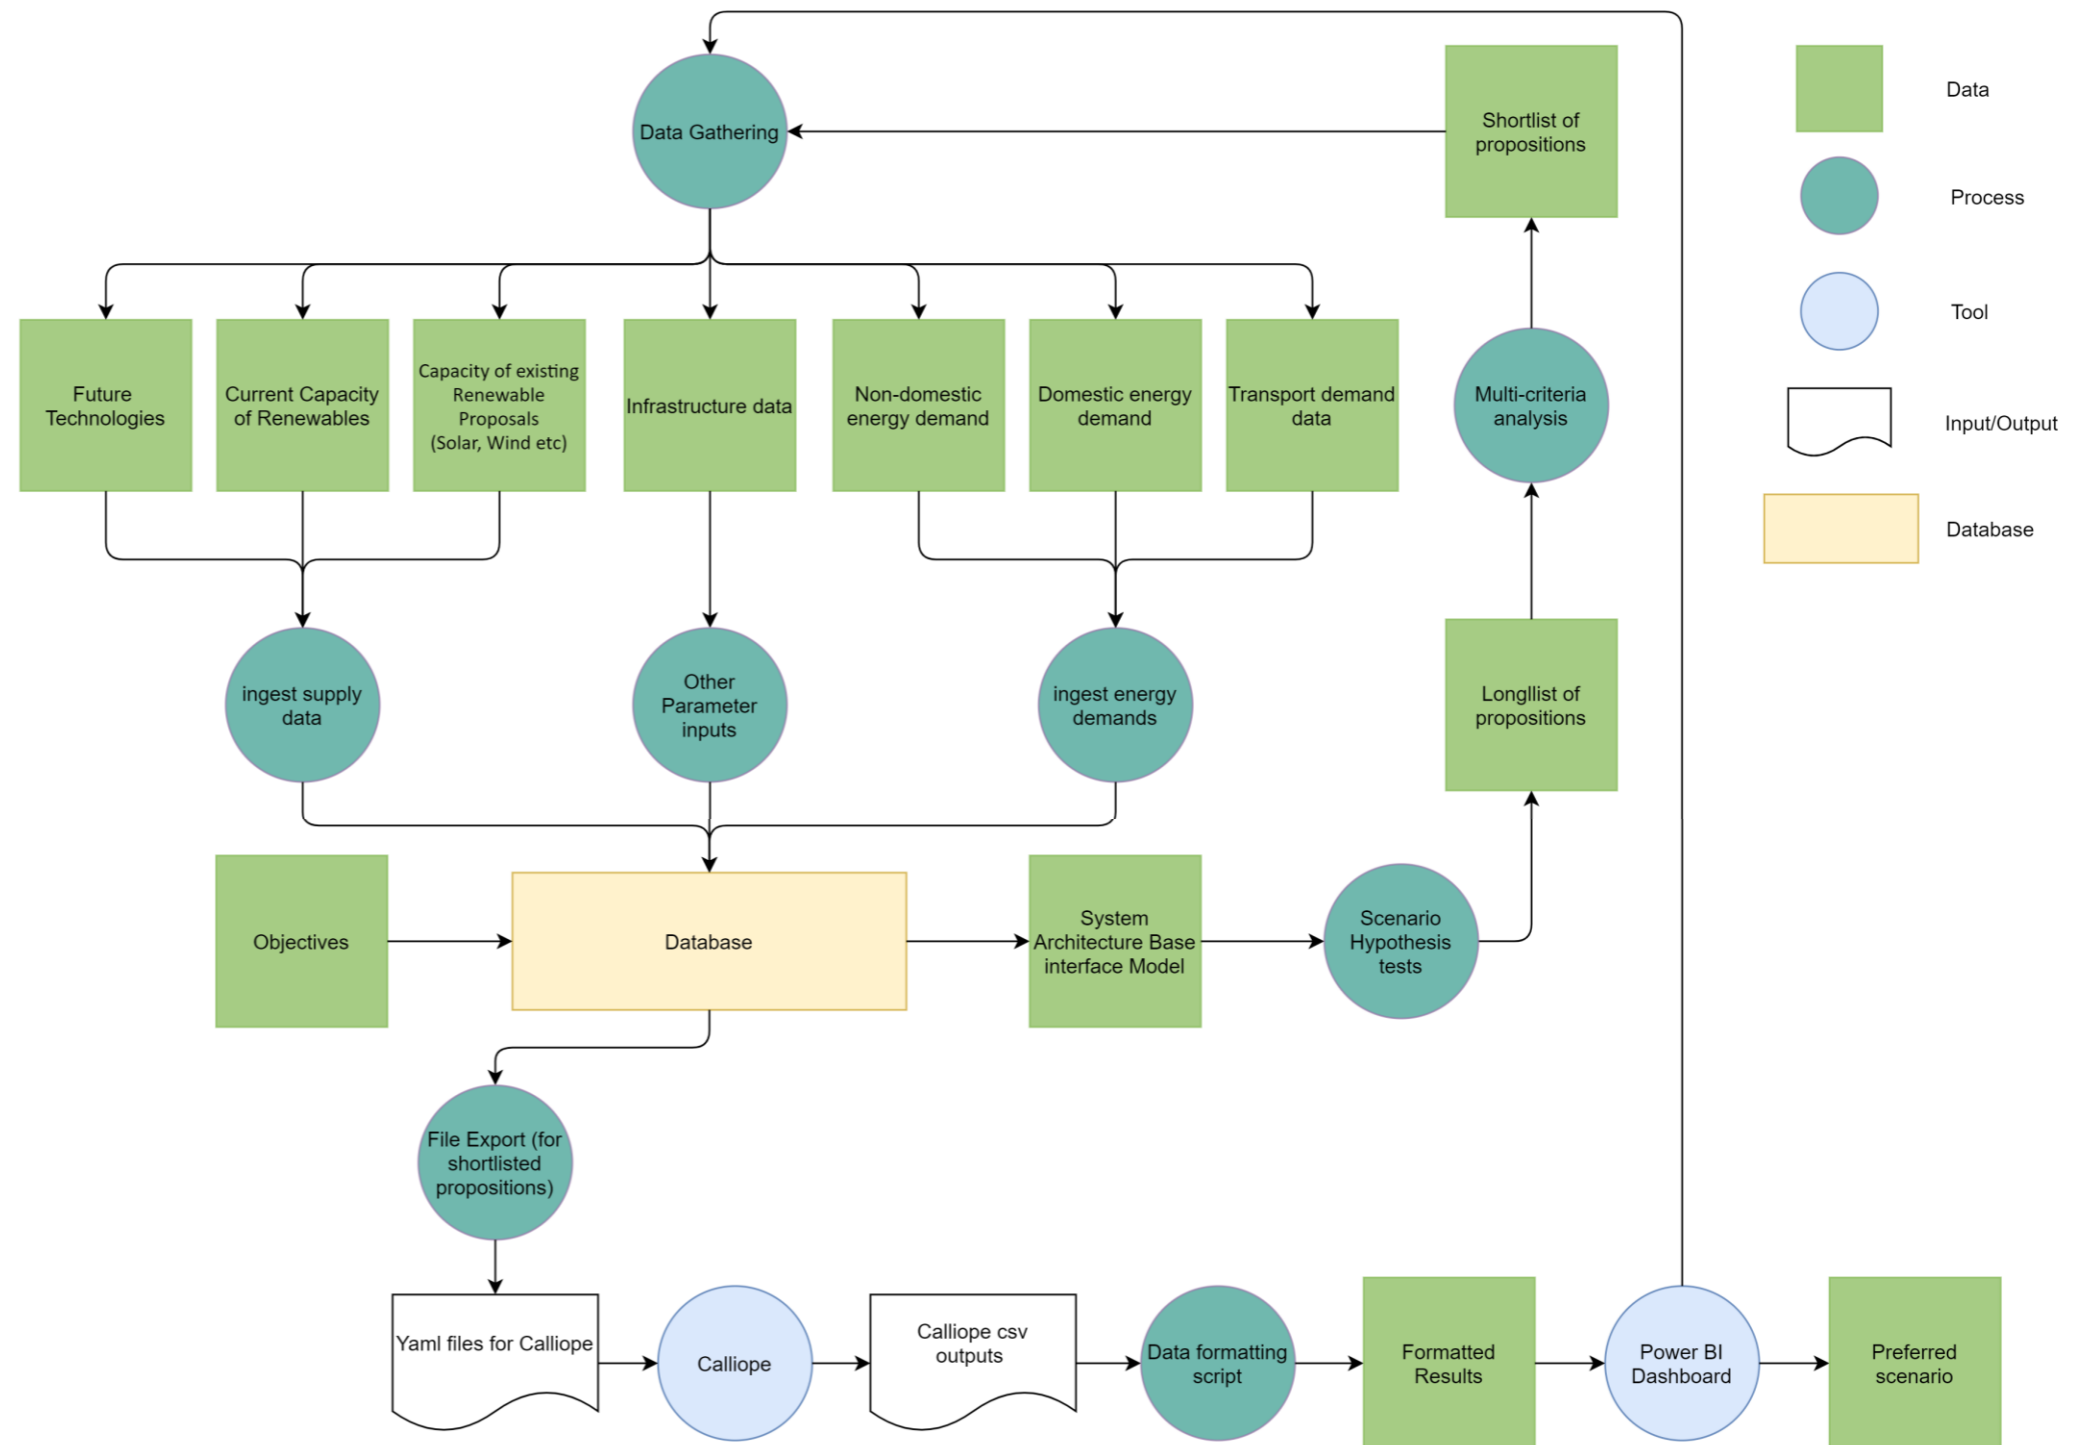 Data Gathering
Shortlist of
propositions
Data
Process
Tool
Input/Output
Database
Future
Technologies
Current Capacity
of Renewables
Capacity of existing
Renewable
Proposals
(Solar, Wind etc)
Infrastructure data
Non-domestic
energy demand
Domestic energy
demand
Transport demand
data
Multi-criteria
analysis
ingest supply
data
Other
Parameter
inputs
ingest energy
demands
Longllist of
propositions
Objectives
Database
System
Architecture Base
interface Model
Scenario
Hypothesis
tests
File Export (for
shortlisted
propositions)
Yaml files for Calliope
Calliope
Calliope csv
outputs
Data formatting
script
Formatted
Results
Power BI
Dashboard
Preferred
scenario